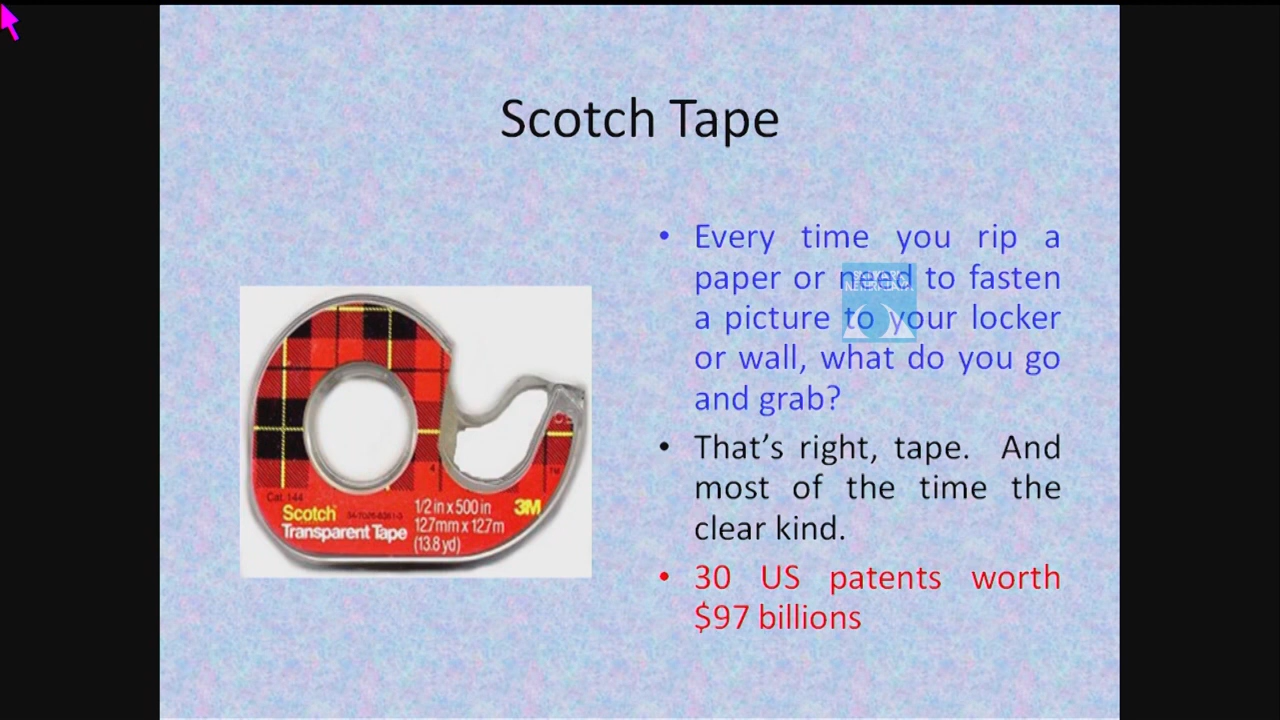 Scotch Tape
• Every time you rip a
paper or need to fasten
a picture to your locker
or wall, what do you go
and grab?
• That's right, tape. And
most of the time the
clear kind.
• 30 US patents worth
$97 billions
Cat. 144
Scotch
Transparent Tape
1/2 in x 500 in
12.7mm x 12.7m
(13.8 yd)
3M